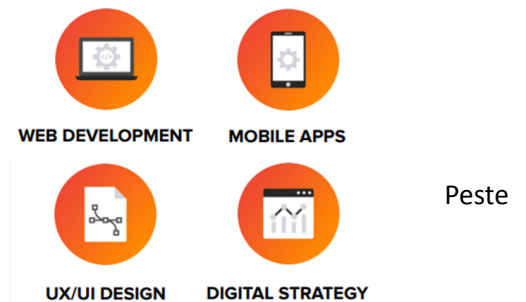 WEB DEVELOPMENT
MOBILE APPS
UX/UI DESIGN
DIGITAL STRATEGY
Peste